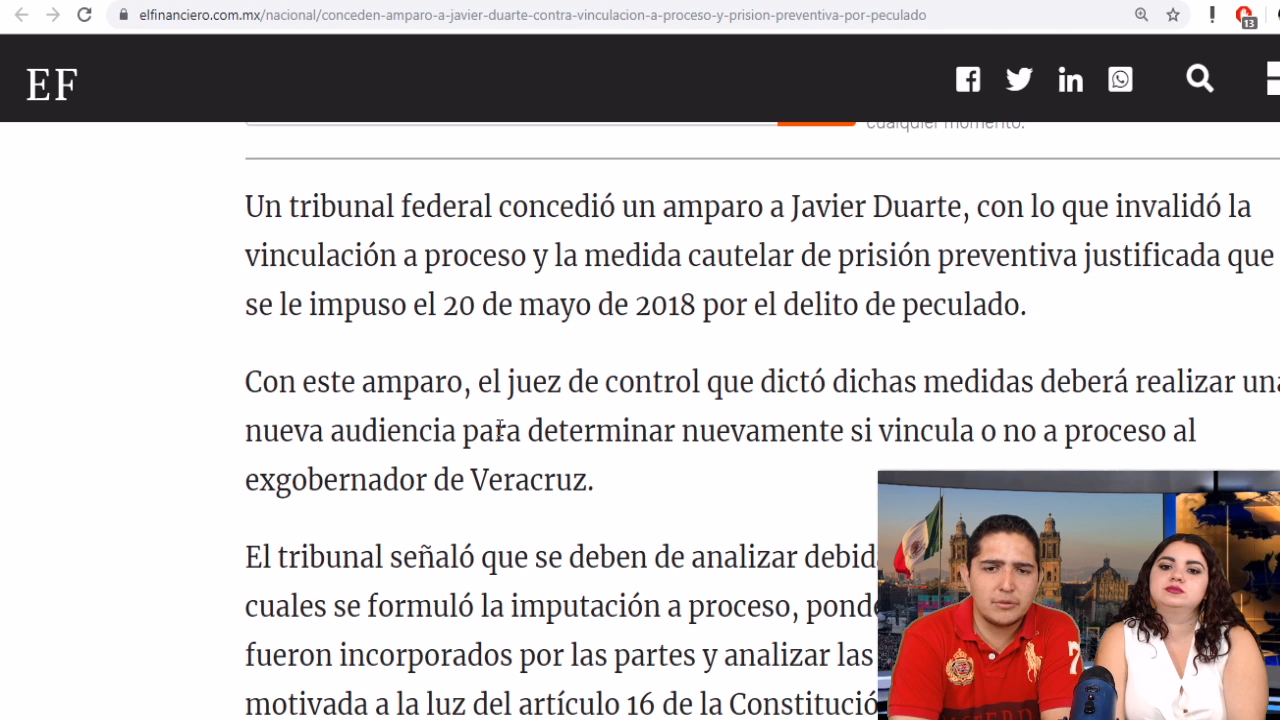 elfinanciero.com.mx/nacional/conceden-amparo-a-javier-duarte-contra-vinculacion-a-proceso-y-prision-preventiva-por-peculado
13
EF
cualquier momento.
Un tribunal federal concedió un amparo a Javier Duarte, con lo que invalidó la
vinculación a proceso y la medida cautelar de prisión preventiva justificada que
se le impuso el 20 de mayo de 2018 por el delito de peculado.
Con este amparo, el juez de control que dictó dichas medidas deberá realizar una
nueva audiencia para determinar nuevamente si vincula o no a proceso al
exgobernador de Veracruz.
El tribunal señaló que se deben de analizar debid
cuales se formuló la imputación a proceso, pond
fueron incorporados por las partes y analizar las
motivada a la luz del artículo 16 de la Constitució
7